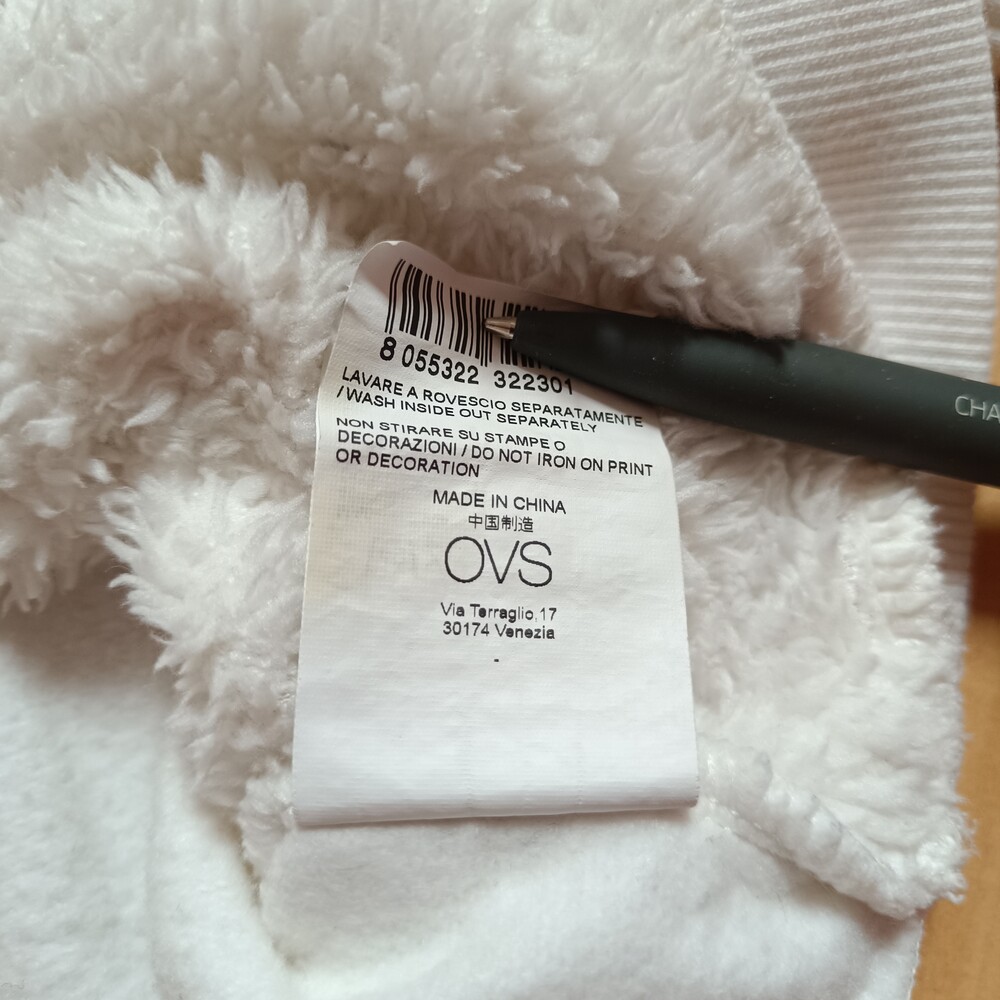 8 055322 322301
LAVARE A ROVESCIO SEPARATAMENTE
/ WASH INSIDE OUT SEPARATELY
NON STIRARE SU STAMPE O
DECORAZIONI / DO NOT IRON ON PRINT
OR DECORATION
MADE IN CHINA
中国制造
OVS
Via Terraglio,17
30174 Venezia
-
CHA